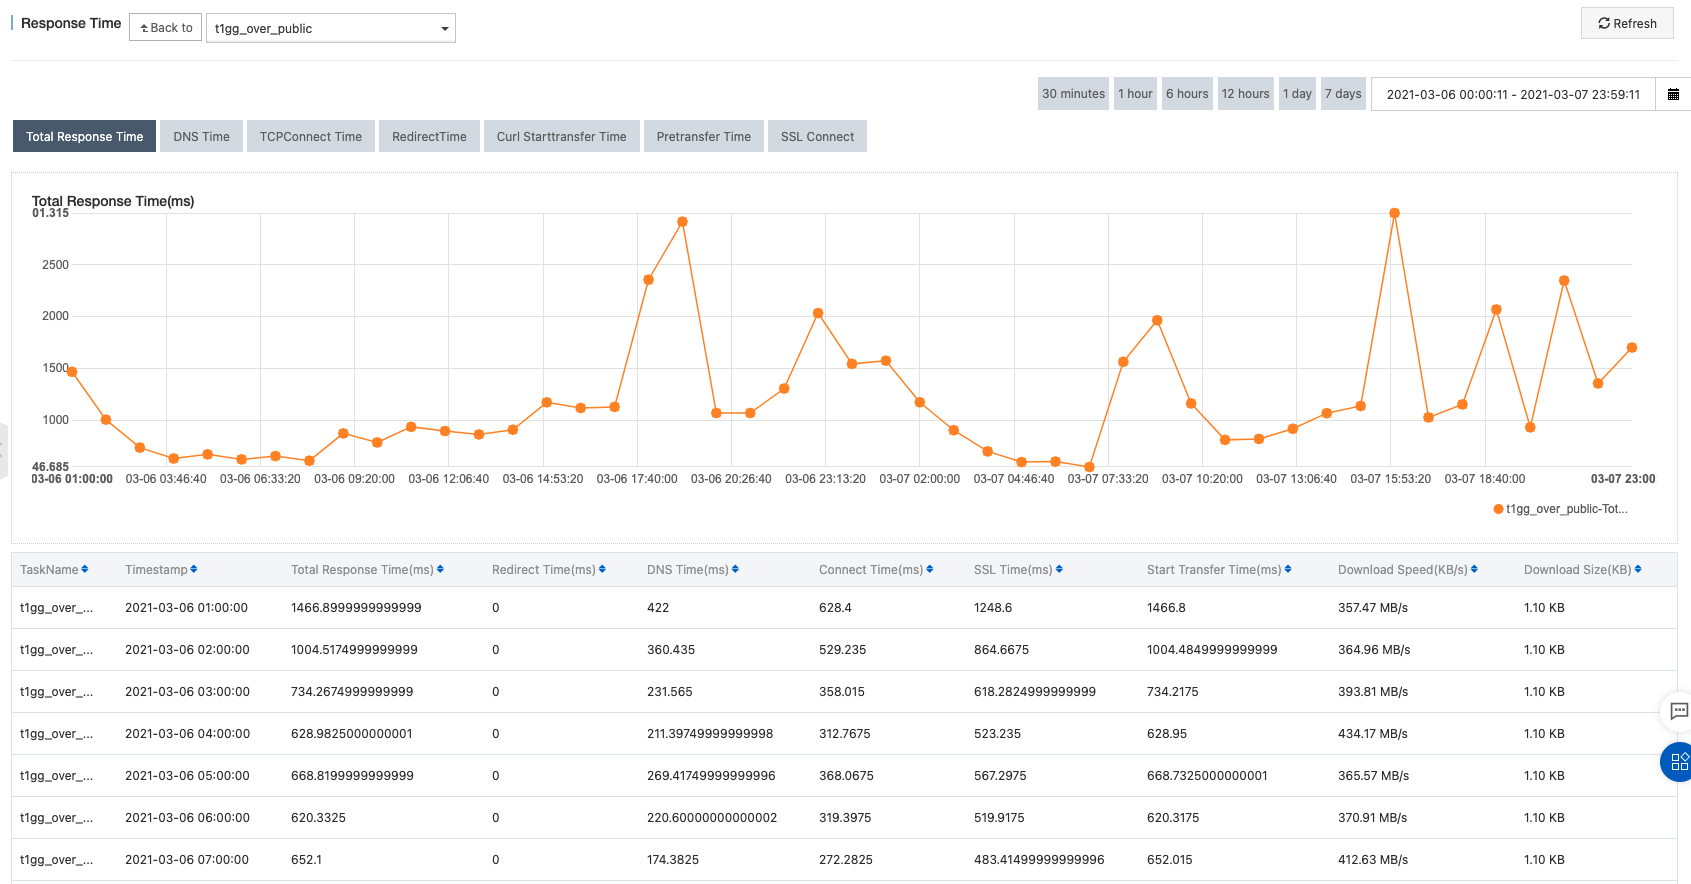 Response Time
Back to
t1gg_over_public
Refresh
30 minutes 1 hour 6 hours 12 hours 1 day 7 days 2021-03-06 00:00:11 - 2021-03-07 23:59:11
Total Response Time DNS Time TCPConnect Time RedirectTime Curl Starttransfer Time Pretransfer Time SSL Connect
Total Response Time(ms)
01.315
2500
2000
1500
1000
46.685
03-06 01:00:00 03-06 03:46:40 03-06 06:33:20 03-06 09:20:00 03-06 12:06:40 03-06 14:53:20 03-06 17:40:00 03-06 20:26:40 03-06 23:13:20 03-07 02:00:00 03-07 04:46:40 03-07 07:33:20 03-07 10:20:00 03-07 13:06:40 03-07 15:53:20 03-07 18:40:00 03-07 23:00
t1gg_over_public-Tot...
TaskName Timestamp Total Response Time(ms) Redirect Time(ms) DNS Time(ms) Connect Time(ms) SSL Time(ms) Start Transfer Time(ms) Download Speed(KB/s) Download Size(KB)
t1gg_over_... 2021-03-06 01:00:00 1466.8999999999999 0 422 628.4 1248.6 1466.8 357.47 MB/s 1.10 KB
t1gg_over_... 2021-03-06 02:00:00 1004.5174999999999 0 360.435 529.235 864.6675 1004.4849999999999 364.96 MB/s 1.10 KB
t1gg_over_... 2021-03-06 03:00:00 734.2674999999999 0 231.565 358.015 618.2824999999999 734.2175 393.81 MB/s 1.10 KB
t1gg_over_... 2021-03-06 04:00:00 628.9825000000001 0 211.39749999999998 312.7675 523.235 628.95 434.17 MB/s 1.10 KB
t1gg_over_... 2021-03-06 05:00:00 668.8199999999999 0 269.41749999999996 368.0675 567.2975 668.7325000000001 365.57 MB/s 1.10 KB
t1gg_over_... 2021-03-06 06:00:00 620.3325 0 220.60000000000002 319.3975 519.9175 620.3175 370.91 MB/s 1.10 KB
t1gg_over_... 2021-03-06 07:00:00 652.1 0 174.3825 272.2825 483.41499999999996 652.015 412.63 MB/s 1.10 KB